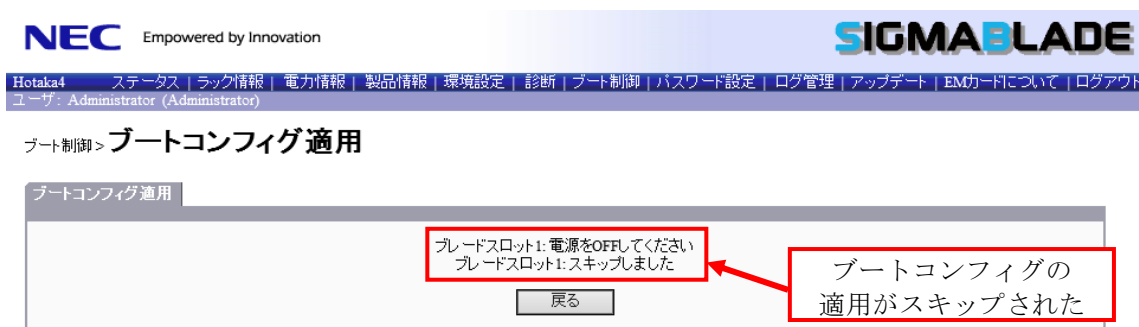 NEC Empowered by Innovation
SIGMABLADE
Hotaka4 ステータス | ラック情報 | 電力情報 | 製品情報 | 環境設定 | 診断 | ブート制御 | パスワード設定 | ログ管理 | アップデート | EMカードについて | ログアウト
ユーザ: Administrator (Administrator)
ブート制御 > ブートコンフィグ適用
ブートコンフィグ適用
ブレードスロット1: 電源をOFFしてください
ブレードスロット1: スキップしました
戻る
ブートコンフィグの
適用がスキップされた